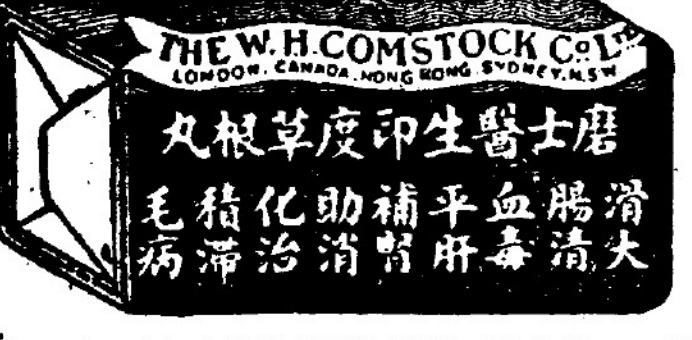 THE W.H. COMSTOCK Co. LTD
LONDON. CANADA. HONG KONG. SYDNEY. N.S.W
磨士醫生印度草根丸
滑大
腸清
血毒
平肝
補腎
助消
化治
積滯
毛病